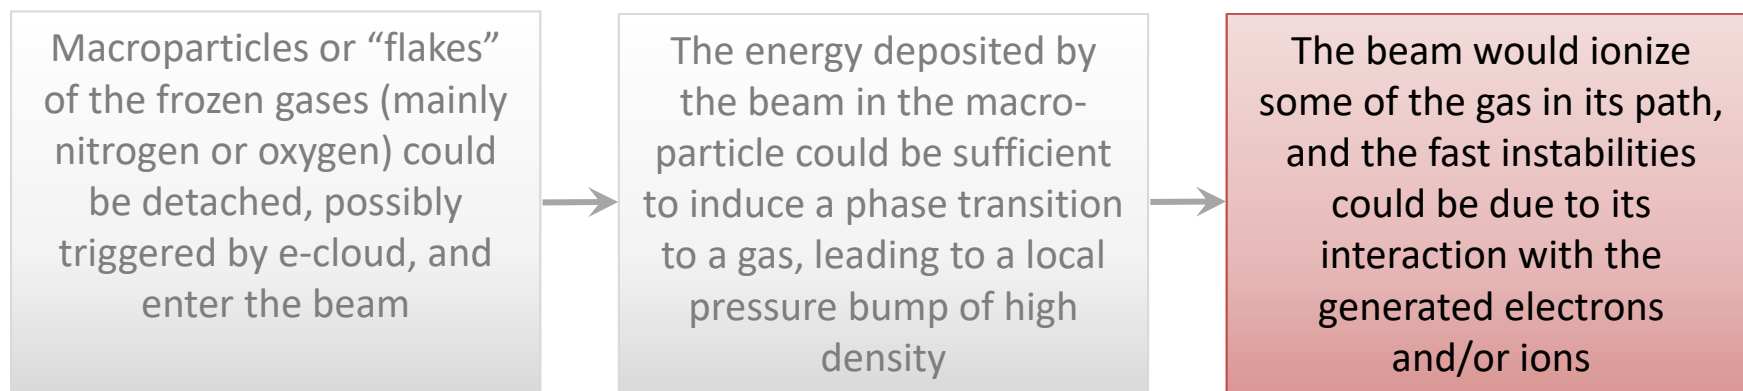 Macroparticles or “flakes”
of the frozen gases (mainly
nitrogen or oxygen) could
be detached, possibly
triggered by e-cloud, and
enter the beam
The energy deposited by
the beam in the macro-
particle could be sufficient
to induce a phase transition
to a gas, leading to a local
pressure bump of high
density
The beam would ionize
some of the gas in its path,
and the fast instabilities
could be due to its
interaction with the
generated electrons
and/or ions